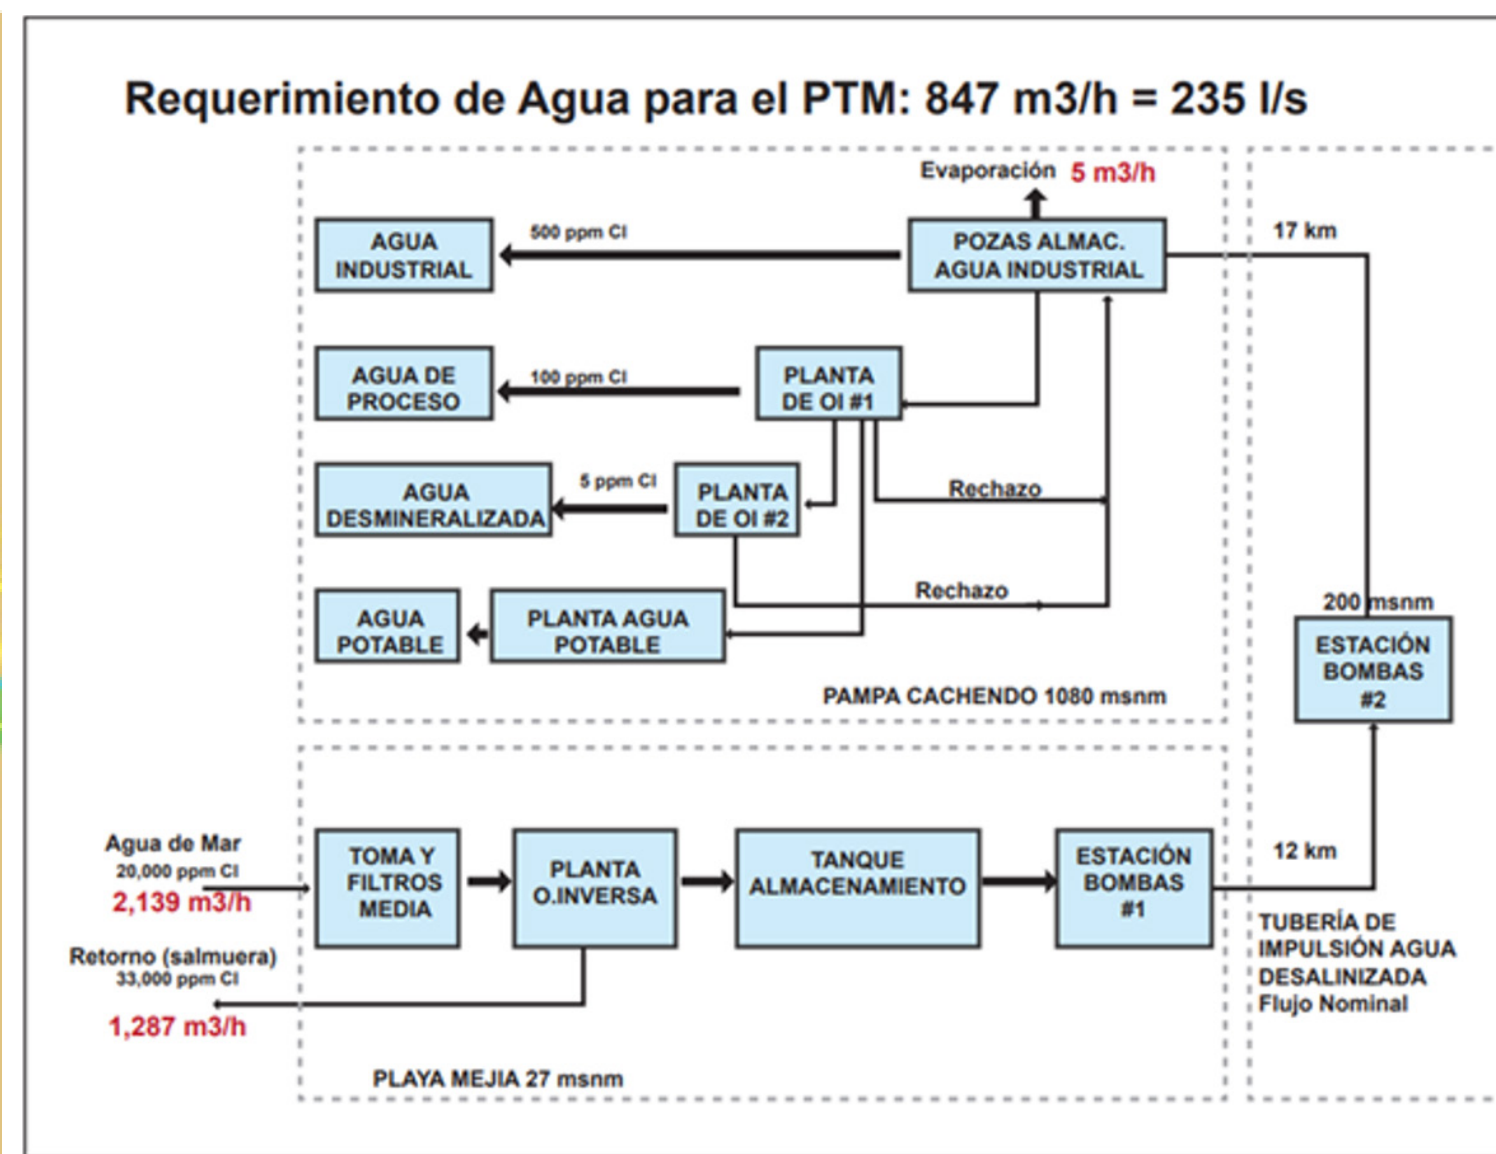 Requerimiento de Agua para el PTM: 847 m3/h = 235 l/s
Evaporación 5 m3/h
AGUA
INDUSTRIAL
500 ppm Cl
POZAS ALMAC.
AGUA INDUSTRIAL
17 km
AGUA DE
PROCESO
100 ppm Cl
PLANTA
DE OI #1
AGUA
DESMINERALIZADA
5 ppm Cl
PLANTA
DE OI #2
Rechazo
Rechazo
AGUA
POTABLE
PLANTA AGUA
POTABLE
PAMPA CACHENDO 1080 msnm
200 msnm
ESTACIÓN
BOMBAS
#2
Agua de Mar
20,000 ppm Cl
2,139 m3/h
TOMA Y
FILTROS
MEDIA
PLANTA
O.INVERSA
TANQUE
ALMACENAMIENTO
ESTACIÓN
BOMBAS
#1
12 km
Retorno (salmuera)
33,000 ppm Cl
1,287 m3/h
TUBERÍA DE
IMPULSIÓN AGUA
DESALINIZADA
Flujo Nominal
PLAYA MEJIA 27 msnm